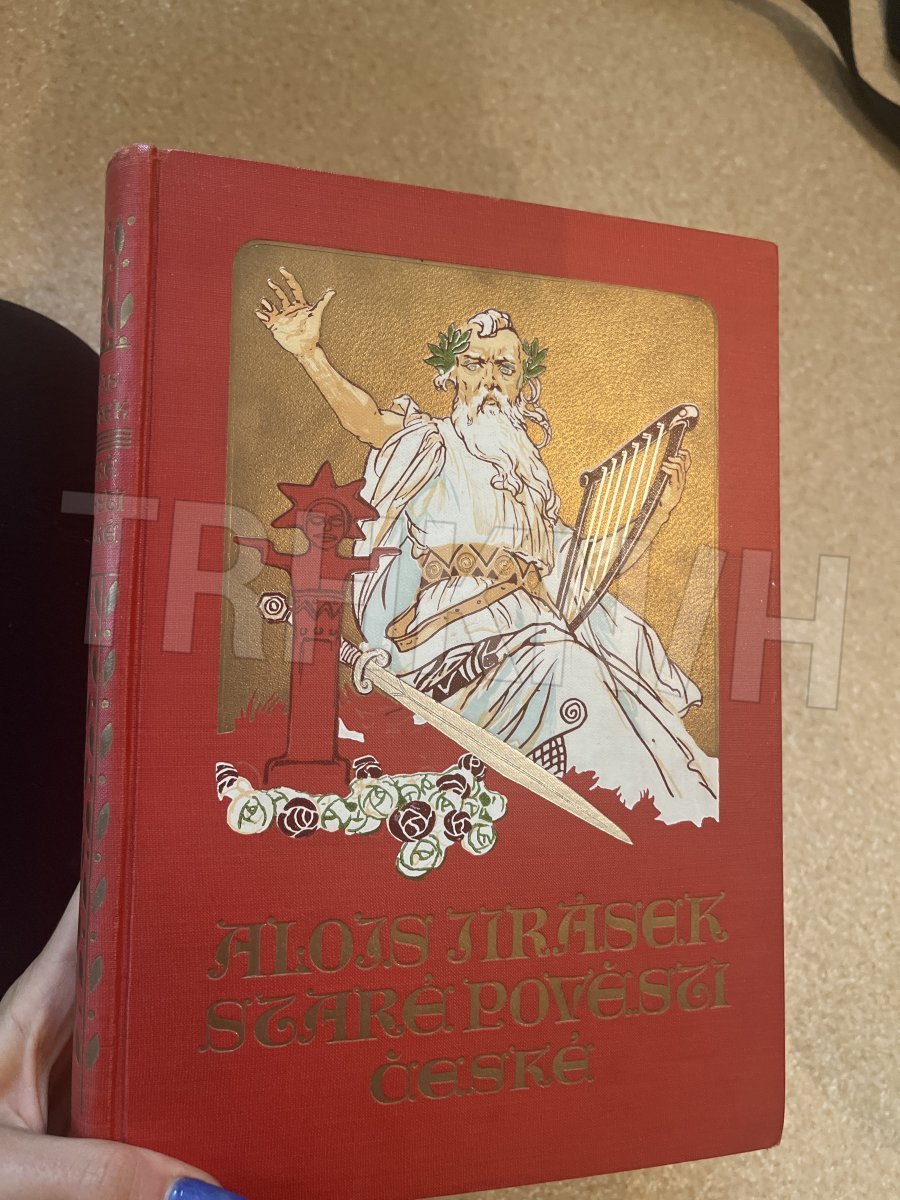 ALOIS JIRÁSEK
STARÉ POVĚSTI
ČESKÉ